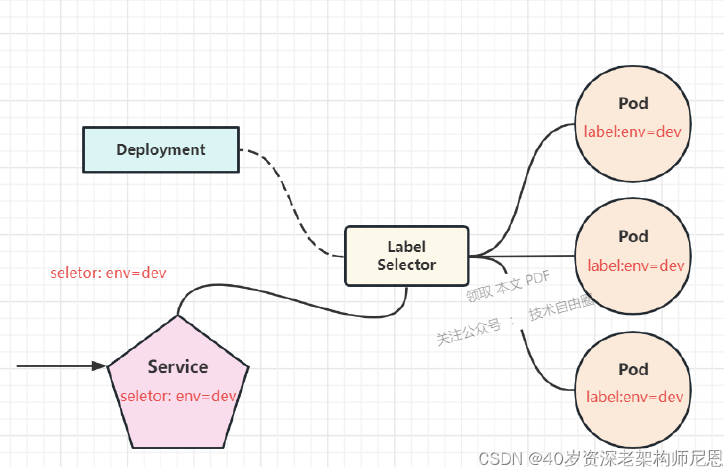 Pod
label:env=dev
Deployment
Pod
label:env=dev
Label
Selector
seletor: env=dev
领取 本文 PDF
关注公众号 ： 技术自由圈
Service
seletor: env=dev
Pod
label:env=dev
CSDN @40岁资深老架构师尼恩